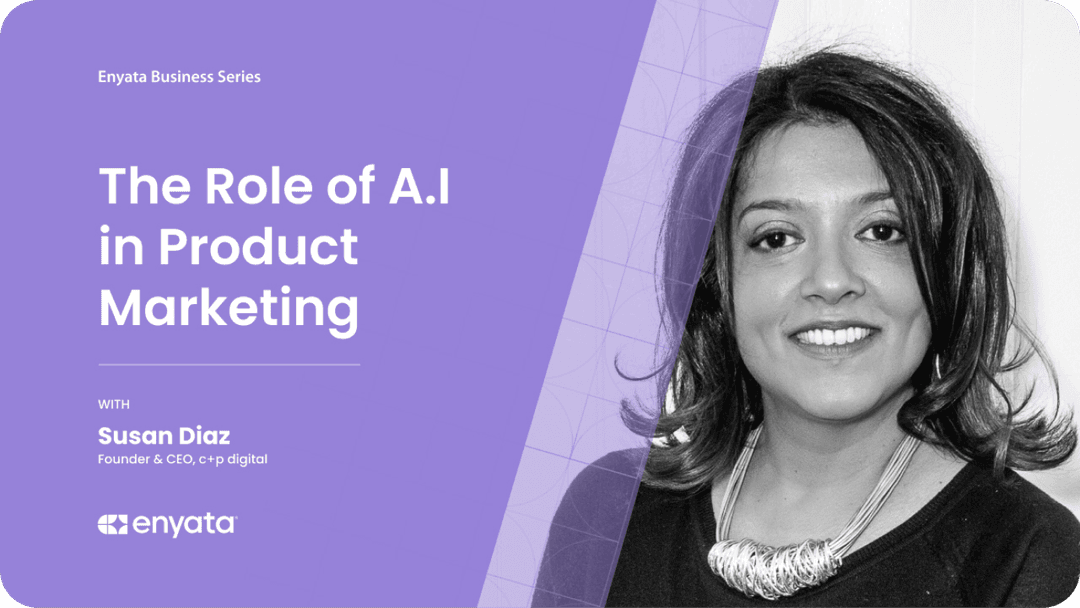 Enyata Business Series
The Role of A.I
in Product
Marketing
WITH
Susan Diaz
Founder & CEO, c+p digital
enyata